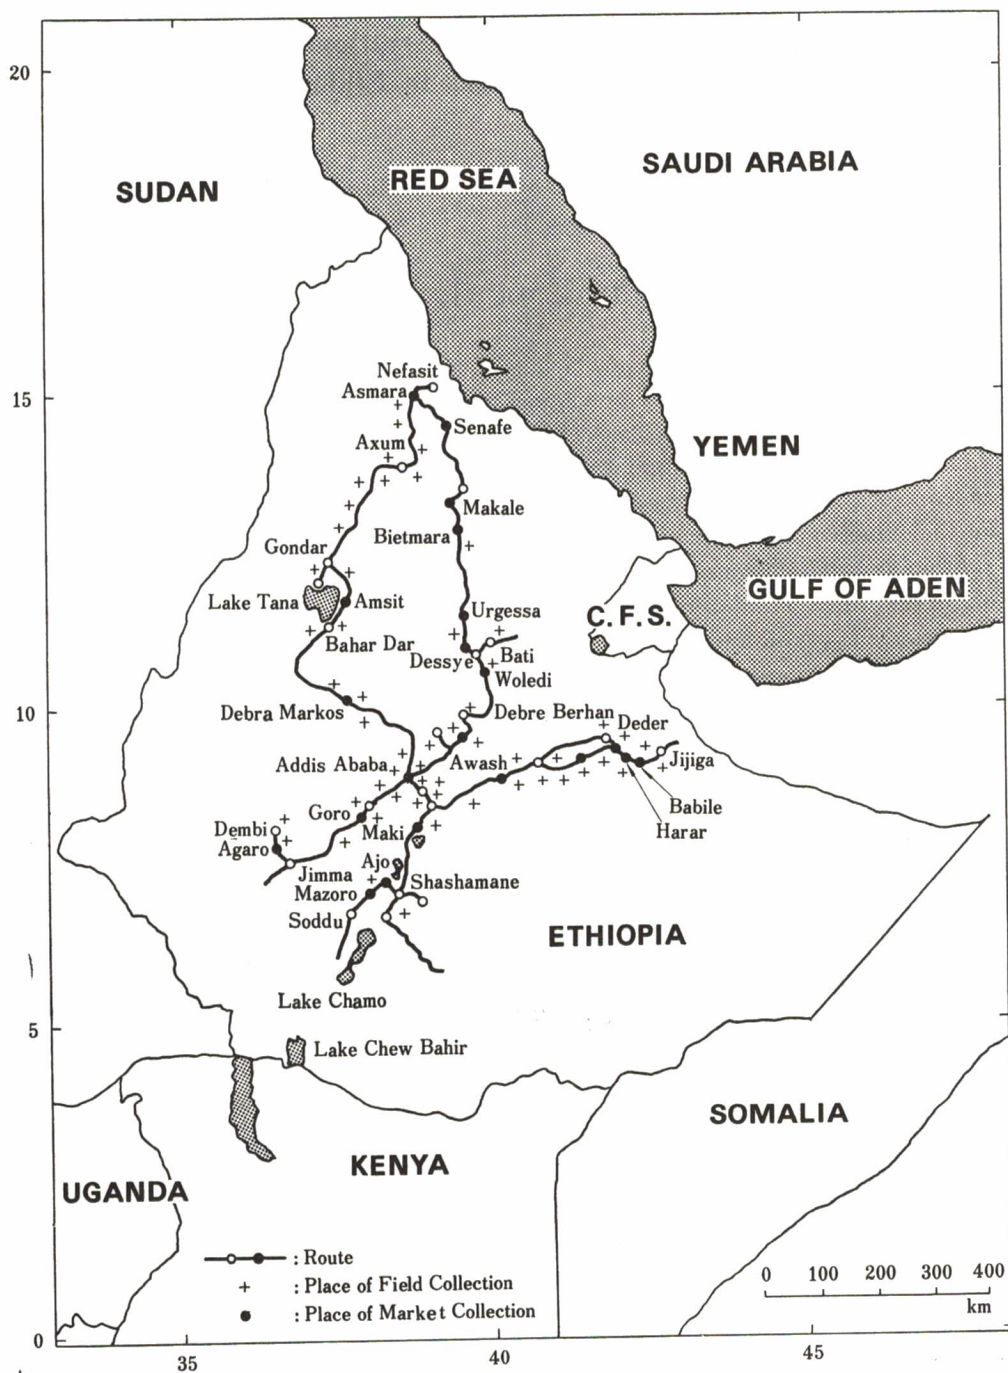 20
SAUDI ARABIA
RED SEA
SUDAN
15
Nefasit
Asmara
Senafe
Axum
YEMEN
Makale
Bietmara
Gondar
GULF OF ADEN
Lake Tana
Amsit
Urgessa
C.F.S.
Bahar Dar
Dessye
Bati
Woledi
10
Debra Markos
Debre Berhan
Deder
Addis Ababa
Awash
Jijiga
Goro
Babile
Maki
Harar
Dembi
Agaro
Ajo
Jimma
Shashamane
Mazoro
Soddu
ETHIOPIA
Lake Chamo
5
Lake Chew Bahir
SOMALIA
KENYA
UGANDA
: Route
+ : Place of Field Collection
● : Place of Market Collection
0 100 200 300 400
km
0
35 40 45